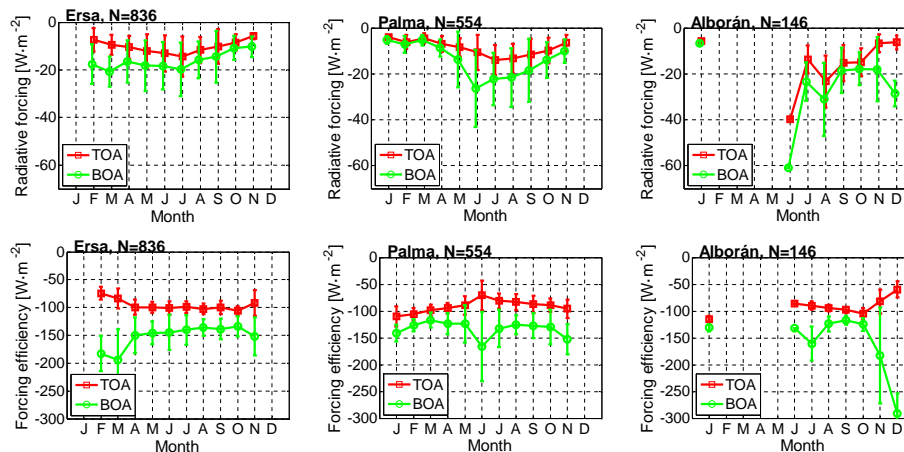 Ersa, N=836
Palma, N=554
Alborán, N=146
Radiative forcing [W·m⁻²]
0
-20
-40
-60
TOA
BOA
J F M A M J J A S O N D
Month
Radiative forcing [W·m⁻²]
0
-20
-40
-60
TOA
BOA
J F M A M J J A S O N D
Month
Radiative forcing [W·m⁻²]
0
-20
-40
-60
TOA
BOA
J F M A M J J A S O N D
Month
Ersa, N=836
Palma, N=554
Alborán, N=146
Forcing efficiency [W·m⁻²]
0
-50
-100
-150
-200
-250
-300
TOA
BOA
J F M A M J J A S O N D
Month
Forcing efficiency [W·m⁻²]
0
-50
-100
-150
-200
-250
-300
TOA
BOA
J F M A M J J A S O N D
Month
Forcing efficiency [W·m⁻²]
0
-50
-100
-150
-200
-250
-300
TOA
BOA
J F M A M J J A S O N D
Month